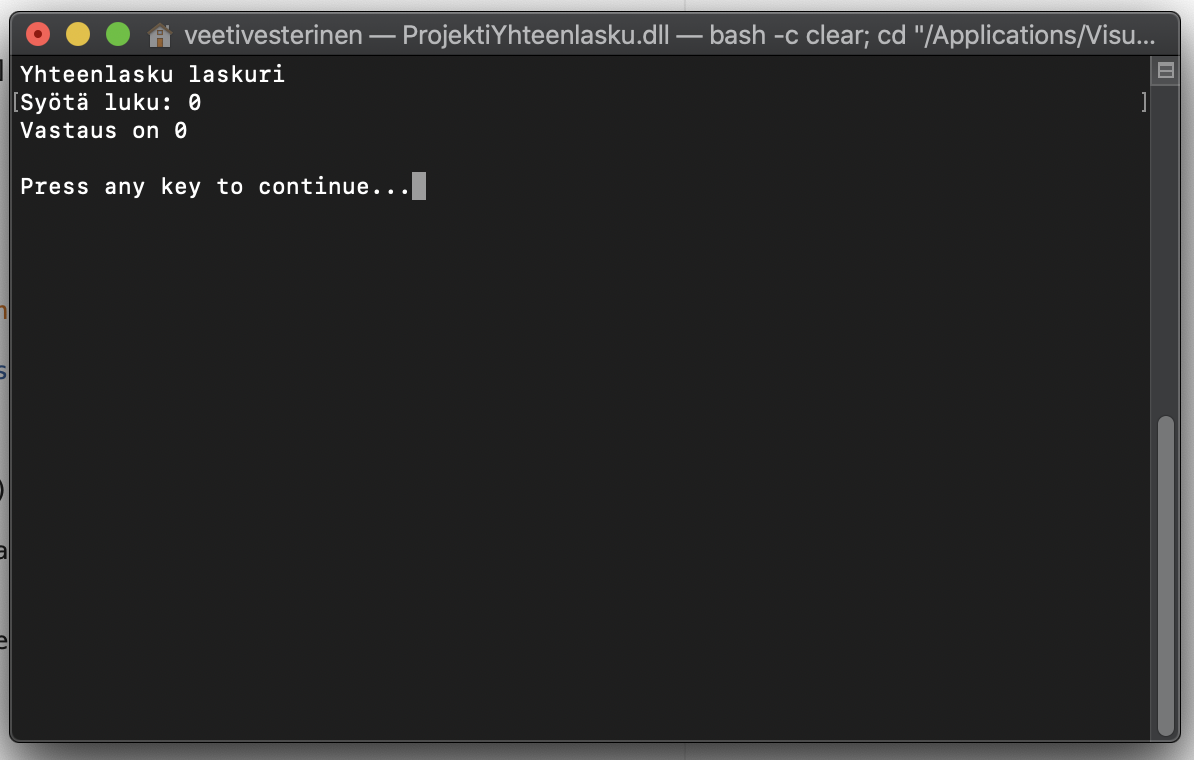 veetivesterinen — ProjektiYhteenlasku.dll — bash -c clear; cd "/Applications/Visu...
Yhteenlasku laskuri
[Syötä luku: 0 ]
Vastaus on 0
Press any key to continue...